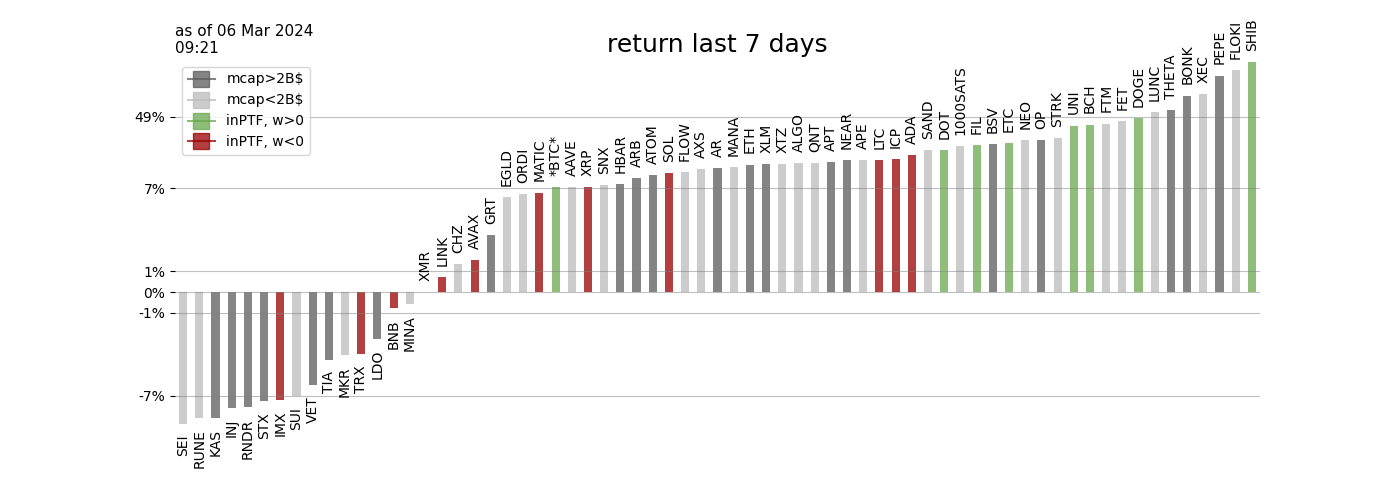 as of 06 Mar 2024
09:21
return last 7 days
mcap>2B$
mcap<2B$
inPTF, w>0
inPTF, w<0
49%
7%
1%
0%
-1%
-7%
SEI
RUNE
KAS
INJ
RNDR
STX
IMX
SUI
VET
TIA
MKR
TRX
LDO
BNB
MINA
XMR
LINK
CHZ
AVAX
GRT
EGLD
ORDI
MATIC
*BTC*
AAVE
XRP
SNX
HBAR
ARB
ATOM
SOL
FLOW
AXS
AR
MANA
ETH
XLM
XTZ
ALGO
QNT
APT
NEAR
APE
LTC
ICP
ADA
SAND
DOT
1000SATS
FIL
BSV
ETC
NEO
OP
STRK
UNI
BCH
FTM
FET
DOGE
LUNC
THETA
BONK
XEC
PEPE
FLOKI
SHIB